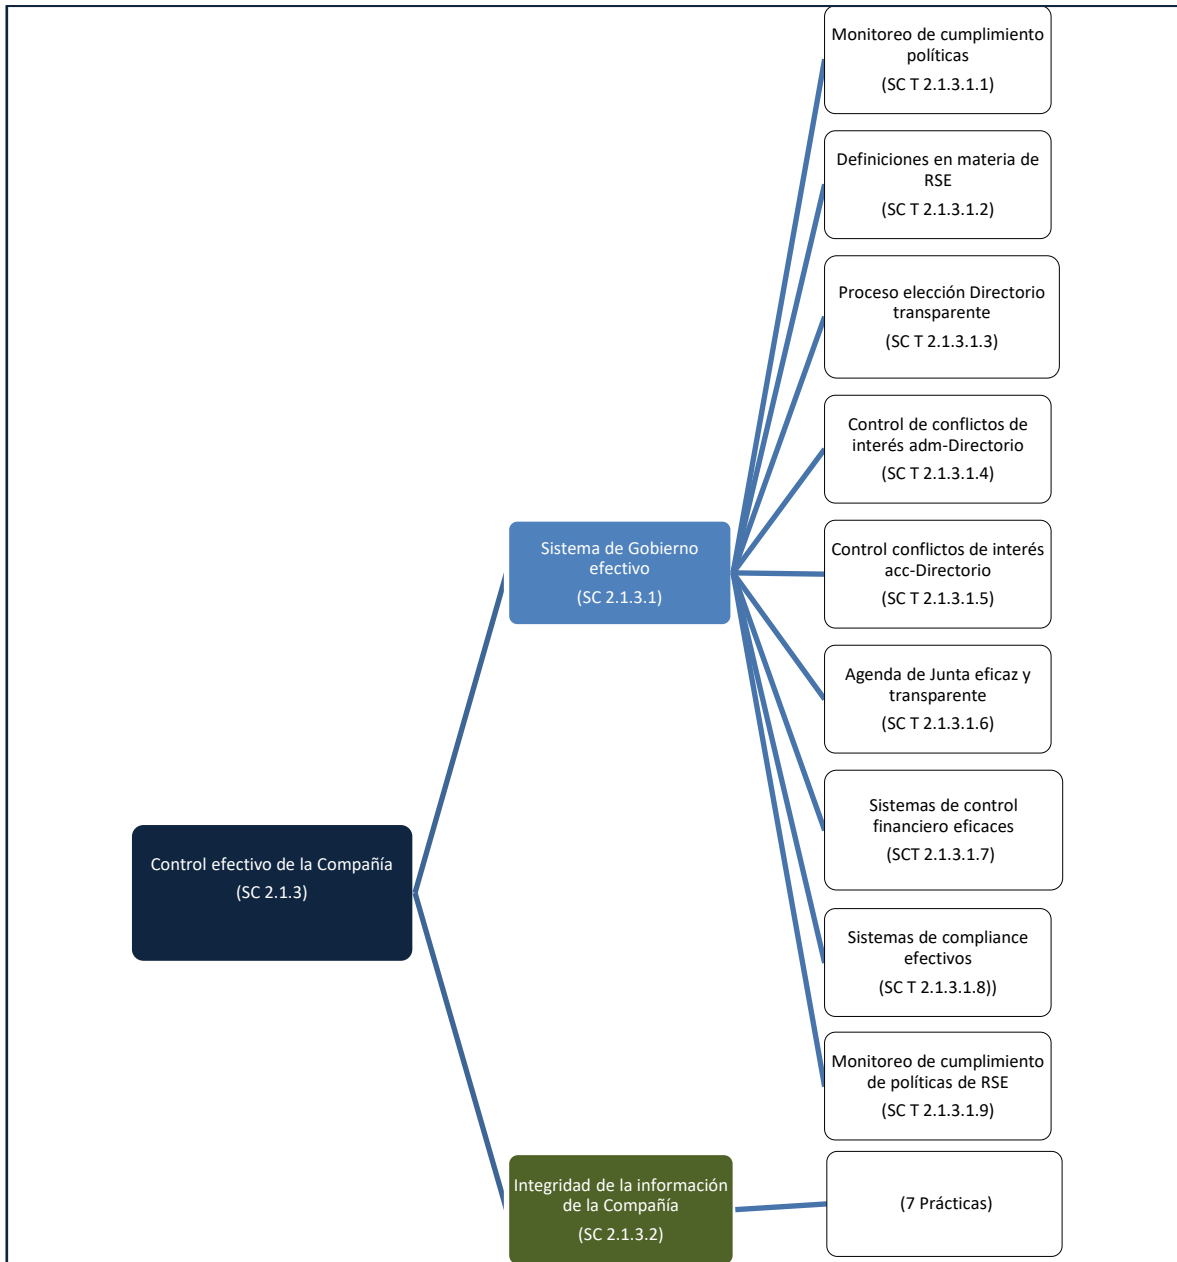 Monitoreo de cumplimiento
políticas
(SC T 2.1.3.1.1)
Definiciones en materia de
RSE
(SC T 2.1.3.1.2)
Proceso elección Directorio
transparente
(SC T 2.1.3.1.3)
Control de conflictos de
interés adm-Directorio
(SC T 2.1.3.1.4)
Sistema de Gobierno
efectivo
(SC 2.1.3.1)
Control conflictos de interés
acc-Directorio
(SC T 2.1.3.1.5)
Agenda de Junta eficaz y
transparente
(SC T 2.1.3.1.6)
Sistemas de control
financiero eficaces
(SCT 2.1.3.1.7)
Control efectivo de la Compañía
(SC 2.1.3)
Sistemas de compliance
efectivos
(SC T 2.1.3.1.8))
Monitoreo de cumplimiento
de políticas de RSE
(SC T 2.1.3.1.9)
Integridad de la información
de la Compañía
(SC 2.1.3.2)
(7 Prácticas)